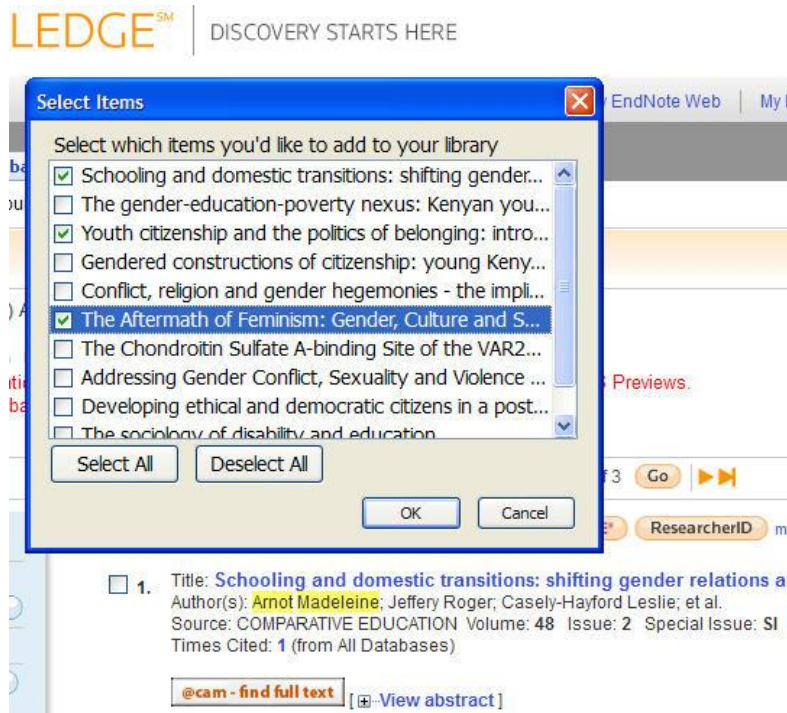 LEDGE℠ DISCOVERY STARTS HERE
Select Items
EndNote Web | My
Select which items you'd like to add to your library
Schooling and domestic transitions: shifting gender...
The gender-education-poverty nexus: Kenyan you...
Youth citizenship and the politics of belonging: intro...
Gendered constructions of citizenship: young Keny...
Conflict, religion and gender hegemonies - the impli...
The Aftermath of Feminism: Gender, Culture and S...
The Chondroitin Sulfate A-binding Site of the VAR2...
Addressing Gender Conflict, Sexuality and Violence ...
Previews.
Developing ethical and democratic citizens in a post...
The sociology of disability and education
Select All Deselect All
of 3 Go
OK Cancel
ResearcherID
1. Title: Schooling and domestic transitions: shifting gender relations a
Author(s): Arnot Madeleine; Jeffery Roger; Casely-Hayford Leslie; et al.
Source: COMPARATIVE EDUCATION Volume: 48 Issue: 2 Special Issue: SI
Times Cited: 1 (from All Databases)
@cam - find full text [ View abstract ]